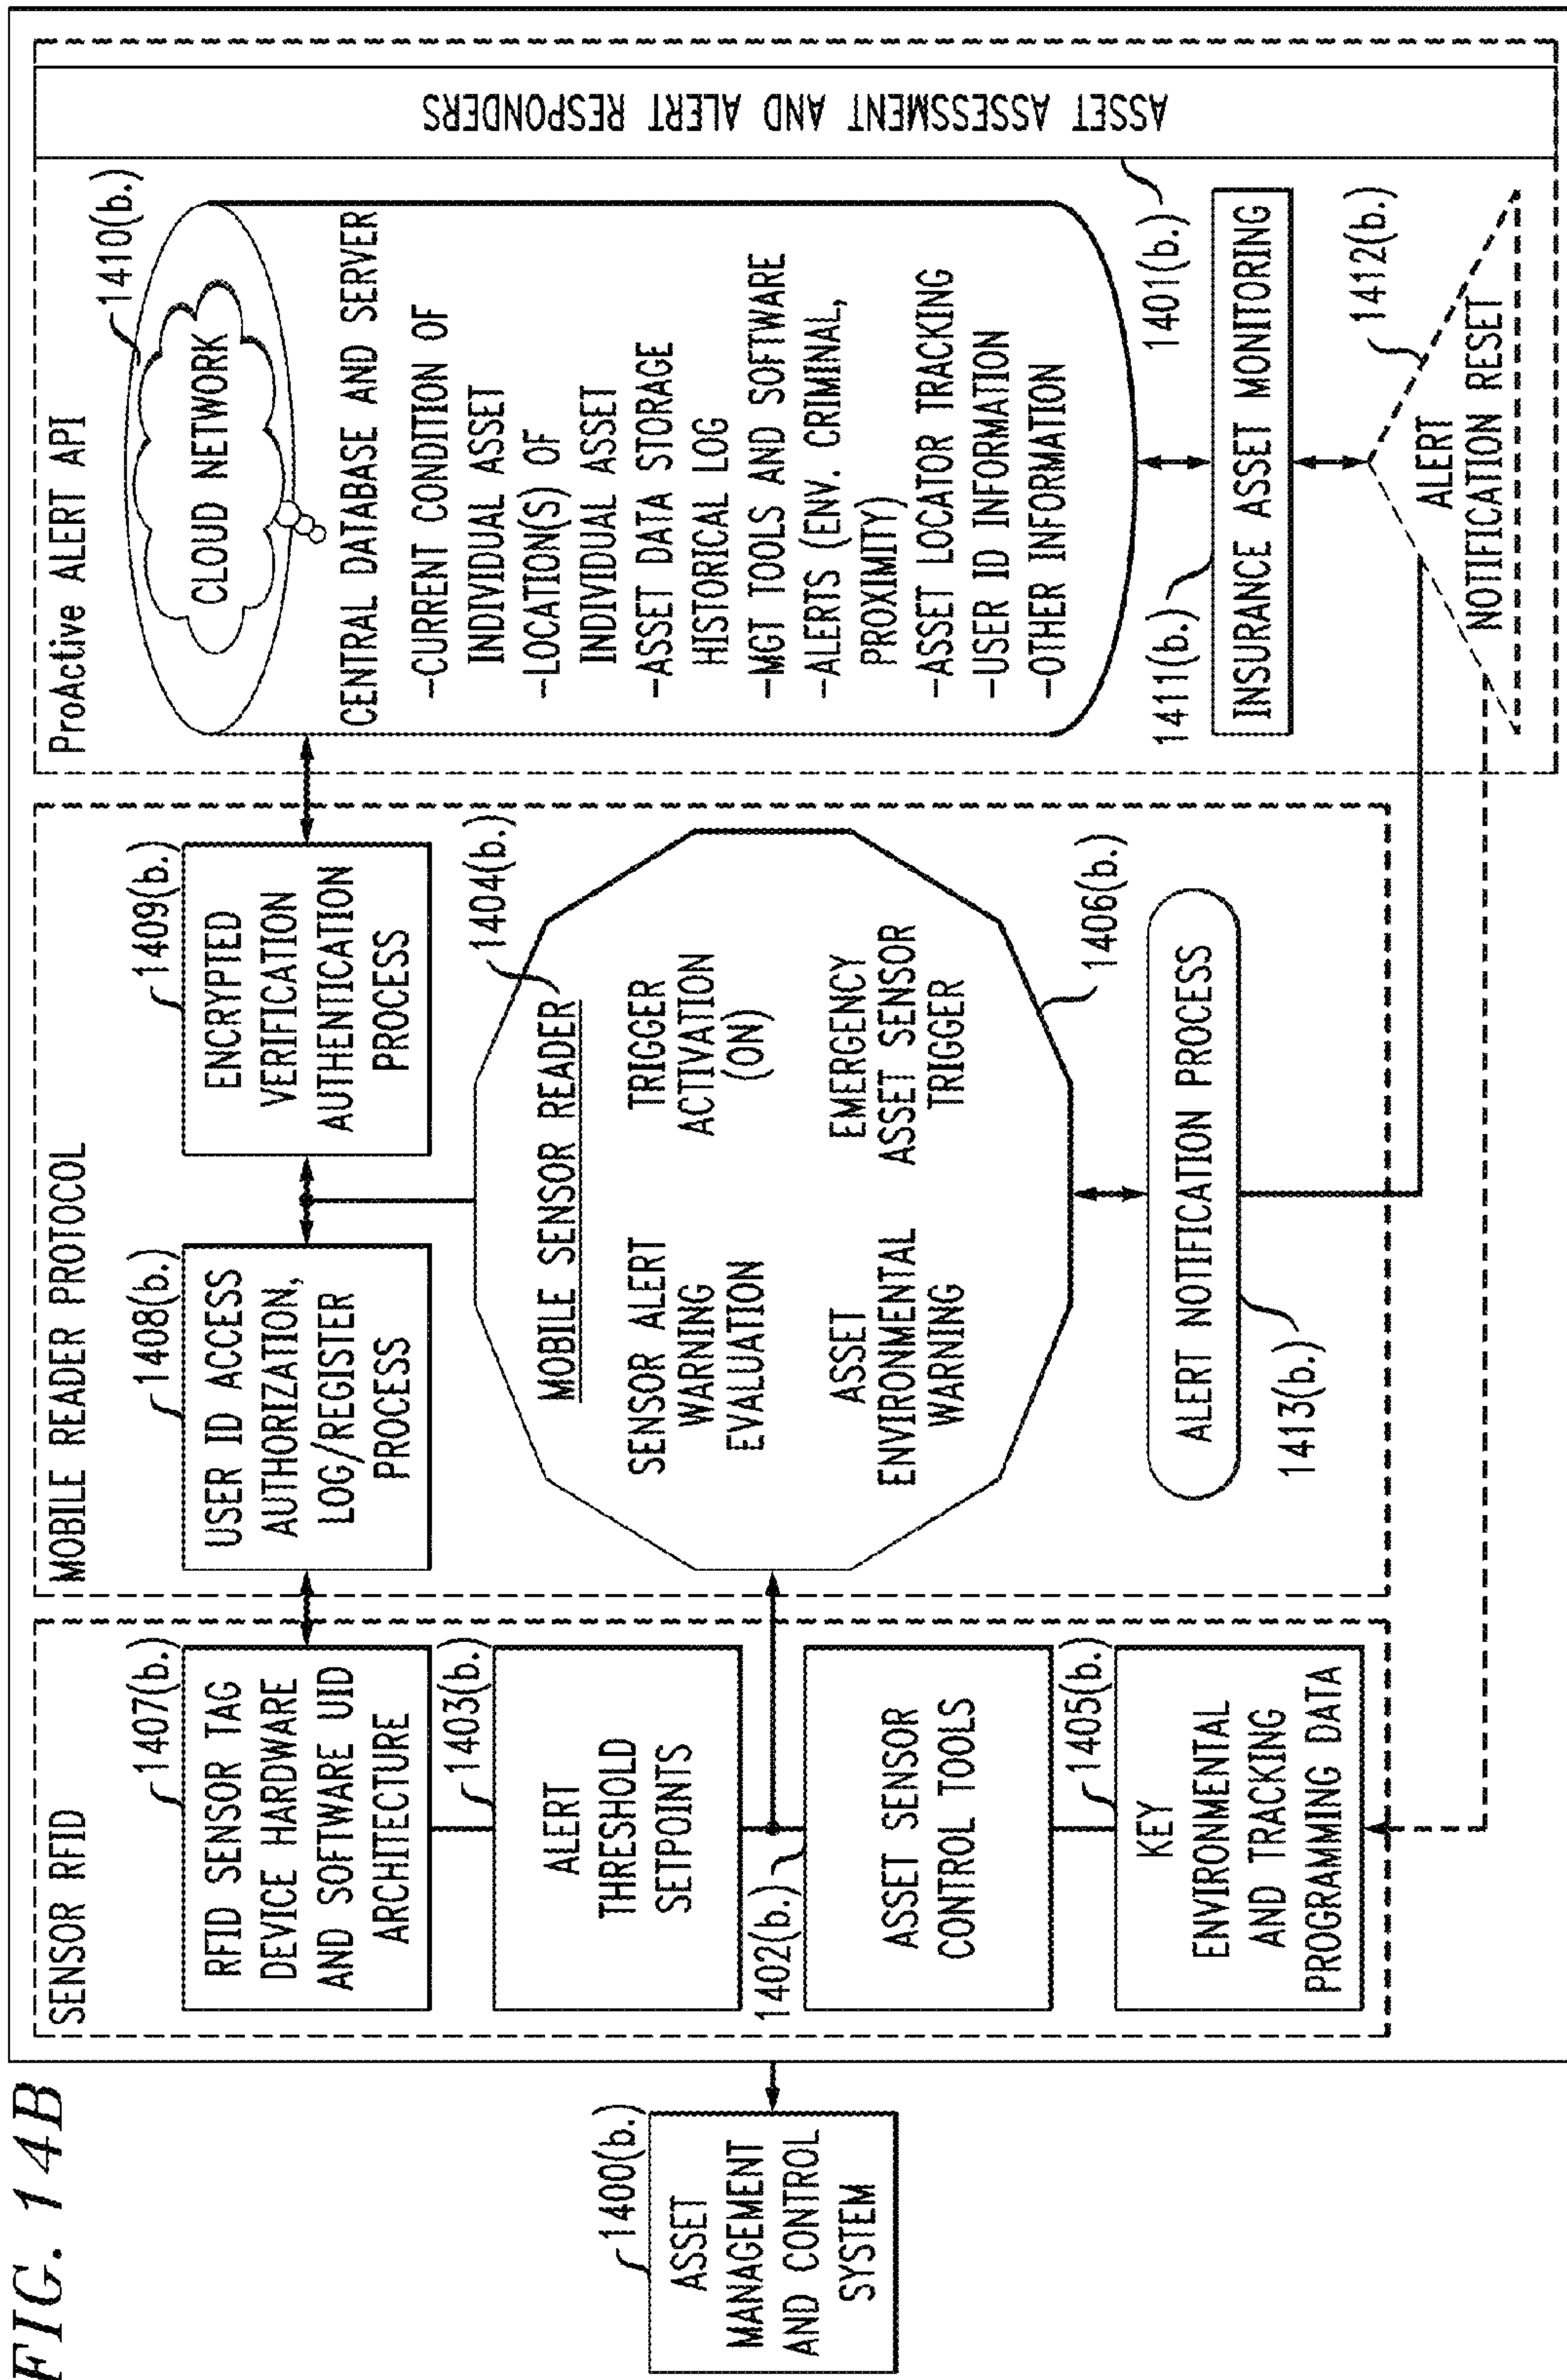 FIG. 14B
1400(b.)
ASSET
MANAGEMENT
AND CONTROL
SYSTEM
SENSOR RFID
1407(b.)
RFID SENSOR TAG
DEVICE HARDWARE
AND SOFTWARE UID
ARCHITECTURE
1403(b.)
ALERT
THRESHOLD
SETPOINTS
1402(b.)
ASSET SENSOR
CONTROL TOOLS
1405(b.)
KEY
ENVIRONMENTAL
AND TRACKING
PROGRAMMING DATA
MOBILE READER PROTOCOL
1408(b.)
USER ID ACCESS
AUTHORIZATION,
LOG/REGISTER
PROCESS
1409(b.)
ENCRYPTED
VERIFICATION
AUTHENTICATION
PROCESS
1404(b.)
MOBILE SENSOR READER
SENSOR ALERT
WARNING
EVALUATION
TRIGGER
ACTIVATION
(ON)
ASSET
ENVIRONMENTAL
WARNING
EMERGENCY
ASSET SENSOR
TRIGGER
1406(b.)
ALERT NOTIFICATION PROCESS
1413(b.)
ProActive ALERT API
1410(b.)
CLOUD NETWORK
CENTRAL DATABASE AND SERVER
-CURRENT CONDITION OF
INDIVIDUAL ASSET
-LOCATION(S) OF
INDIVIDUAL ASSET
-ASSET DATA STORAGE
HISTORICAL LOG
-MGT TOOLS AND SOFTWARE
-ALERTS (ENV. CRIMINAL,
PROXIMITY)
-ASSET LOCATOR TRACKING
-USER ID INFORMATION
-OTHER INFORMATION
1401(b.)
1411(b.)
INSURANCE ASSET MONITORING
1412(b.)
ALERT
NOTIFICATION RESET
ASSET ASSESSMENT AND ALERT RESPONDERS